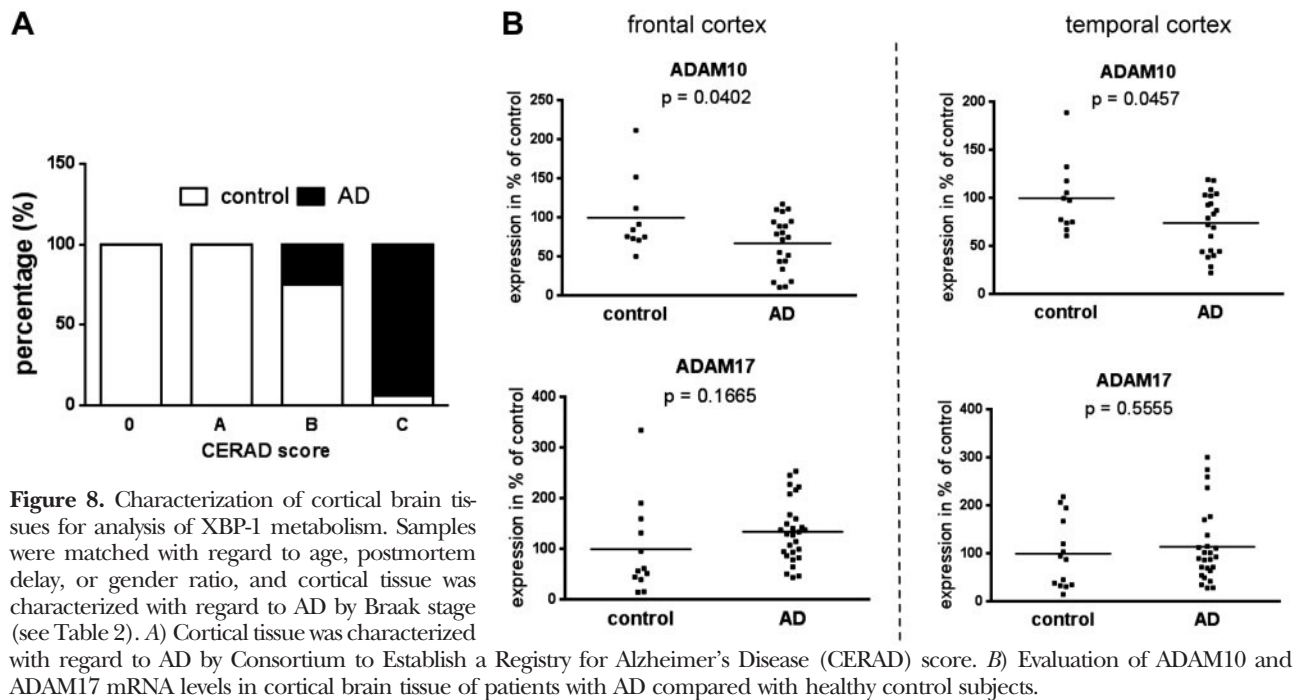 A
percentage (%)
150
100
50
0
control AD
0 A B C
CERAD score
B
frontal cortex
temporal cortex
ADAM10
p = 0.0402
expression in % of control
250
200
150
100
50
0
control AD
ADAM10
p = 0.0457
expression in % of control
200
150
100
50
0
control AD
ADAM17
p = 0.1665
expression in % of control
400
300
200
100
0
control AD
ADAM17
p = 0.5555
expression in % of control
400
300
200
100
0
control AD
Figure 8. Characterization of cortical brain tis-
sues for analysis of XBP-1 metabolism. Samples
were matched with regard to age, postmortem
delay, or gender ratio, and cortical tissue was
characterized with regard to AD by Braak stage
(see Table 2). A) Cortical tissue was characterized
with regard to AD by Consortium to Establish a Registry for Alzheimer's Disease (CERAD) score. B) Evaluation of ADAM10 and
ADAM17 mRNA levels in cortical brain tissue of patients with AD compared with healthy control subjects.